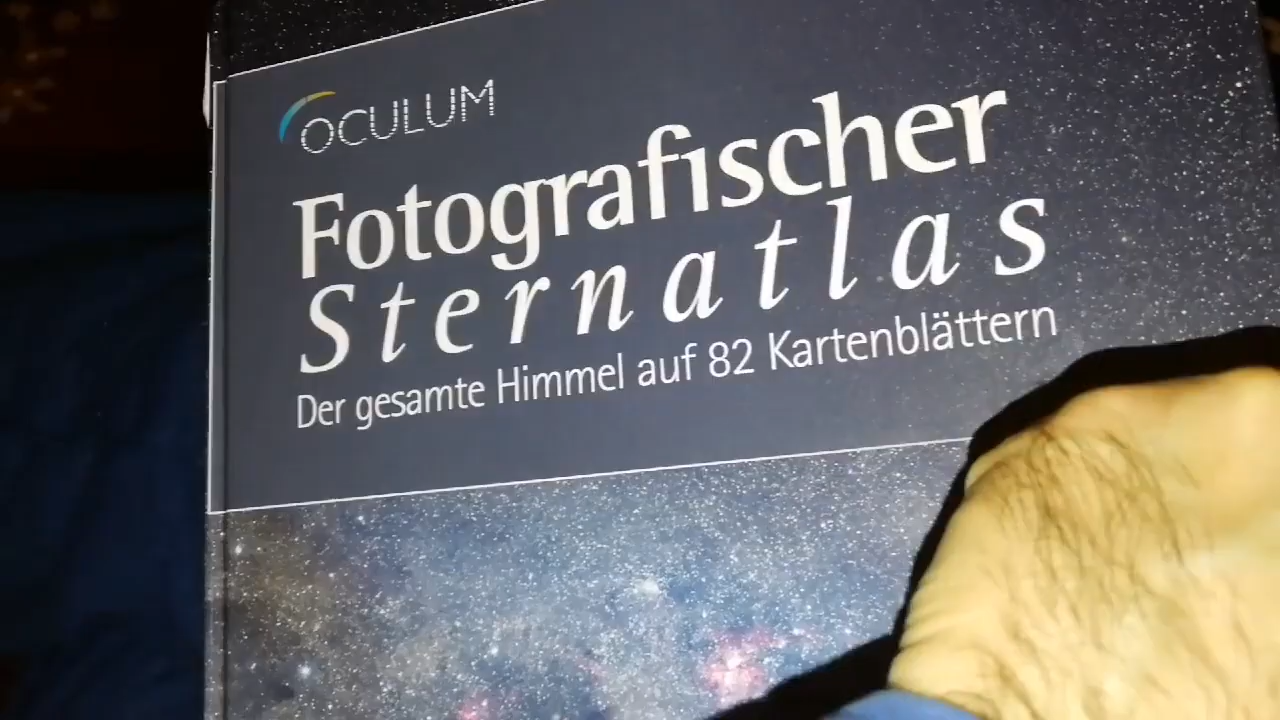 OCULUM
Fotografischer
Sternatlas
Der gesamte Himmel auf 82 Kartenblättern